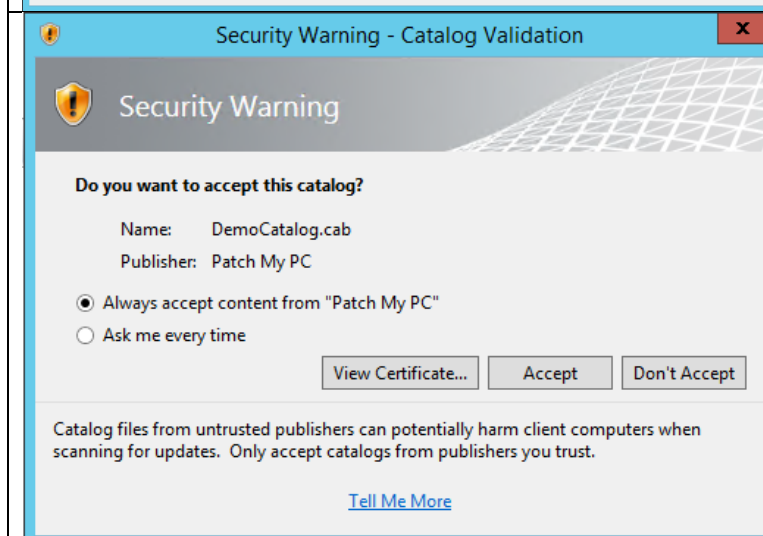 Security Warning - Catalog Validation
x
Security Warning
Do you want to accept this catalog?
Name: DemoCatalog.cab
Publisher: Patch My PC
Always accept content from "Patch My PC"
Ask me every time
View Certificate... Accept Don't Accept
Catalog files from untrusted publishers can potentially harm client computers when
scanning for updates. Only accept catalogs from publishers you trust.
Tell Me More